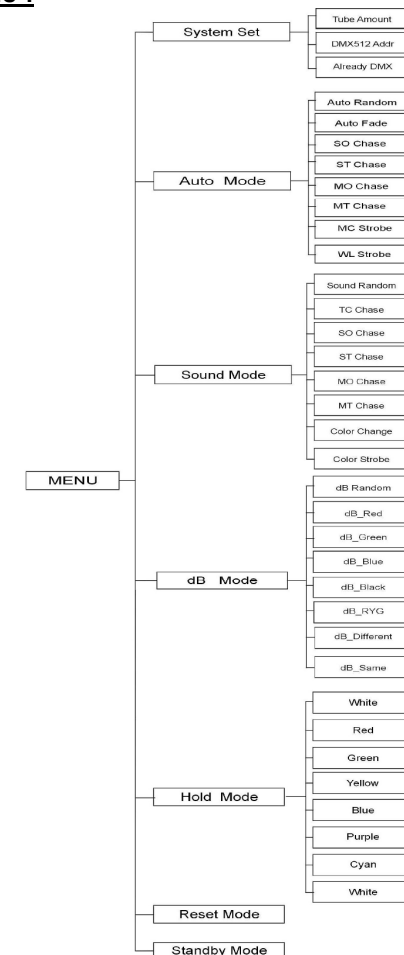 System Set
Tube Amount
DMX512 Addr
Already DMX
Auto Mode
Auto Random
Auto Fade
SO Chase
ST Chase
MO Chase
MT Chase
MC Strobe
WL Strobe
Sound Mode
Sound Random
TC Chase
SO Chase
ST Chase
MO Chase
MT Chase
Color Change
Color Strobe
MENU
dB Mode
dB Random
dB_Red
dB_Green
dB_Blue
dB_Black
dB_RYG
dB_Different
dB_Same
Hold Mode
White
Red
Green
Yellow
Blue
Purple
Cyan
White
Reset Mode
Standby Mode